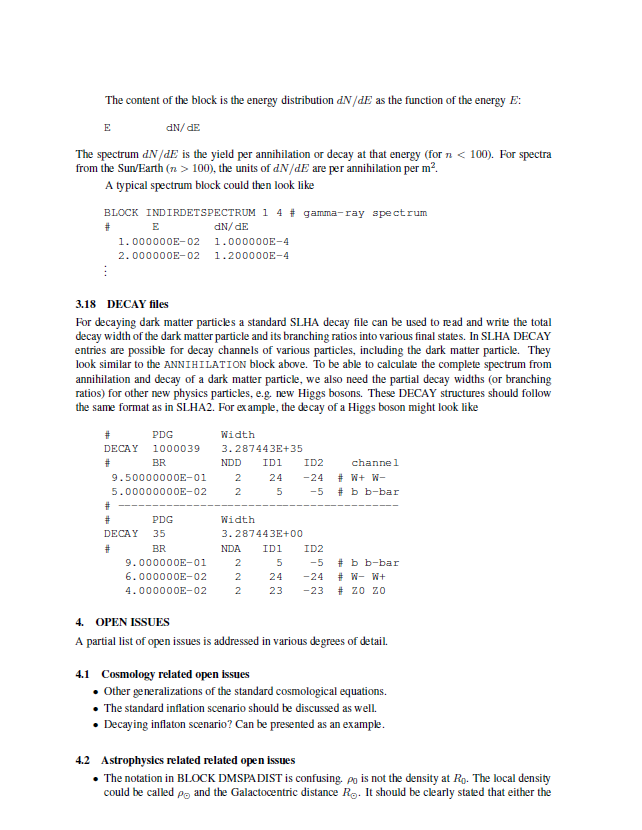 The content of the block is the energy distribution dN/dE as the function of the energy E:
E dN/dE
The spectrum dN/dE is the yield per annihilation or decay at that energy (for n < 100). For spectra
from the Sun/Earth (n > 100), the units of dN/dE are per annihilation per m².
A typical spectrum block could then look like
BLOCK INDIRDETSPECTRUM 1 4 # gamma-ray spectrum
# E dN/dE
1.000000E-02 1.000000E-4
2.000000E-02 1.200000E-4
⋮
3.18 DECAY files
For decaying dark matter particles a standard SLHA decay file can be used to read and write the total
decay width of the dark matter particle and its branching ratios into various final states. In SLHA DECAY
entries are possible for decay channels of various particles, including the dark matter particle. They
look similar to the ANNIHILATION block above. To be able to calculate the complete spectrum from
annihilation and decay of a dark matter particle, we also need the partial decay widths (or branching
ratios) for other new physics particles, e.g. new Higgs bosons. These DECAY structures should follow
the same format as in SLHA2. For example, the decay of a Higgs boson might look like
# PDG Width
DECAY 1000039 3.287443E+35
# BR NDD ID1 ID2 channel
9.50000000E-01 2 24 -24 # W+ W-
5.00000000E-02 2 5 -5 # b b-bar
# ------------------------------------------
# PDG Width
DECAY 35 3.287443E+00
# BR NDA ID1 ID2
9.000000E-01 2 5 -5 # b b-bar
6.000000E-02 2 24 -24 # W- W+
4.000000E-02 2 23 -23 # Z0 Z0
4. OPEN ISSUES
A partial list of open issues is addressed in various degrees of detail.
4.1 Cosmology related open issues
• Other generalizations of the standard cosmological equations.
• The standard inflation scenario should be discussed as well.
• Decaying inflaton scenario? Can be presented as an example.
4.2 Astrophysics related related open issues
• The notation in BLOCK DMSPADIST is confusing. ρ₀ is not the density at R₀. The local density
could be called ρ⊙ and the Galactocentric distance R⊙. It should be clearly stated that either the